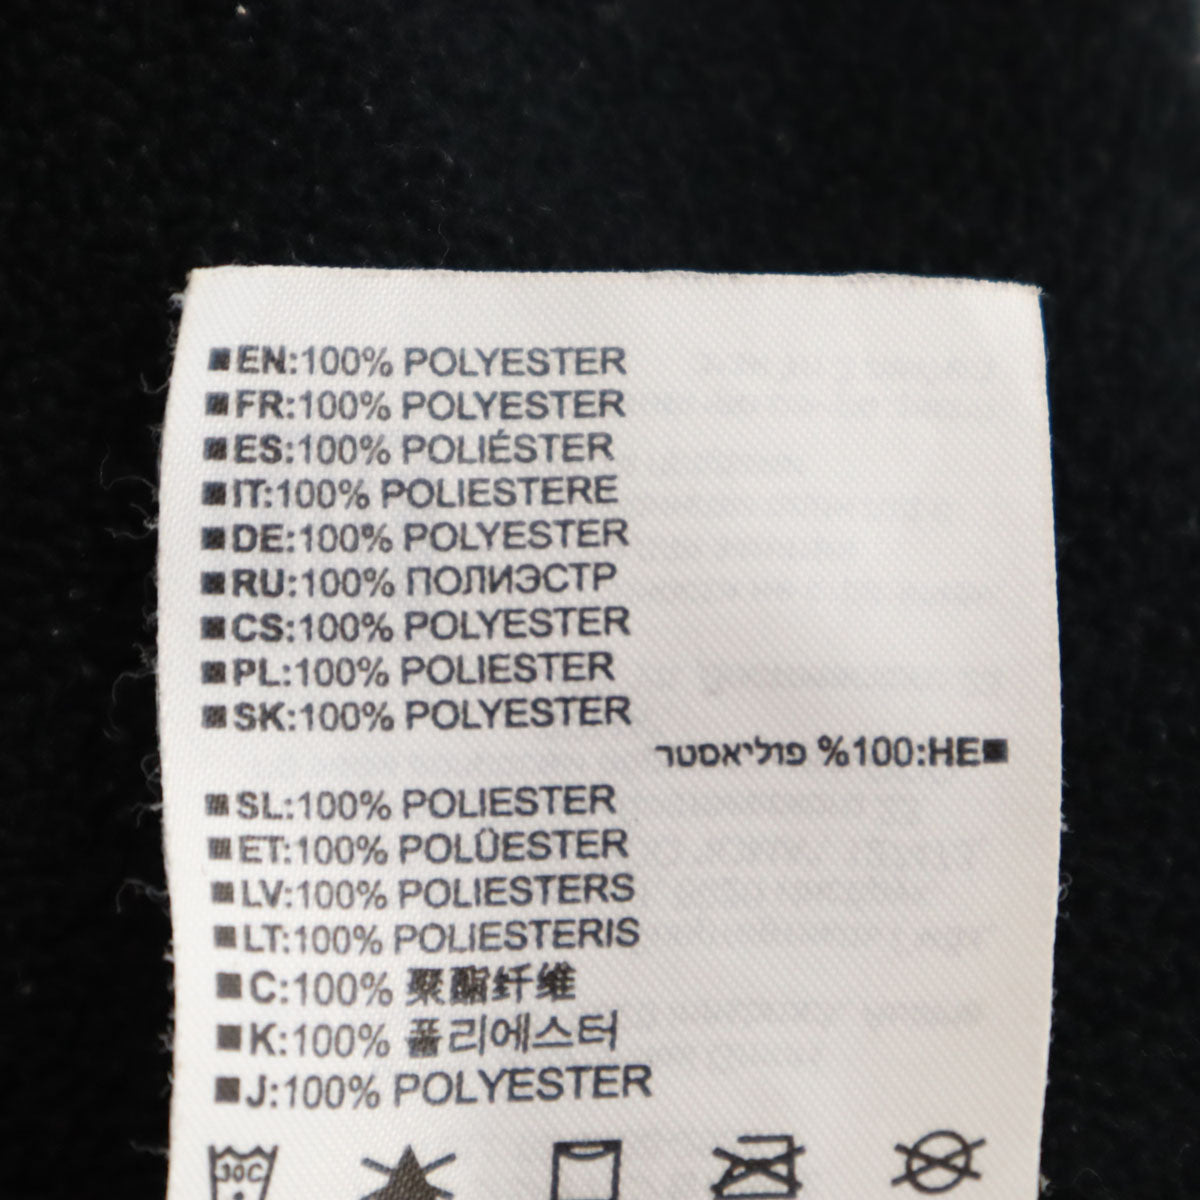 ■EN:100% POLYESTER
■FR:100% POLYESTER
■ES:100% POLIÉSTER
■IT:100% POLIESTERE
■DE:100% POLYESTER
■RU:100% ПОЛИЭСТР
■CS:100% POLYESTER
■PL:100% POLIESTER
■SK:100% POLYESTER
■HE:100% פוליאסטר
■SL:100% POLIESTER
■ET:100% POLÜESTER
■LV:100% POLIESTERS
■LT:100% POLIESTERIS
■C:100% 聚酯纤维
■K:100% 폴리에스터
■J:100% POLYESTER
30C